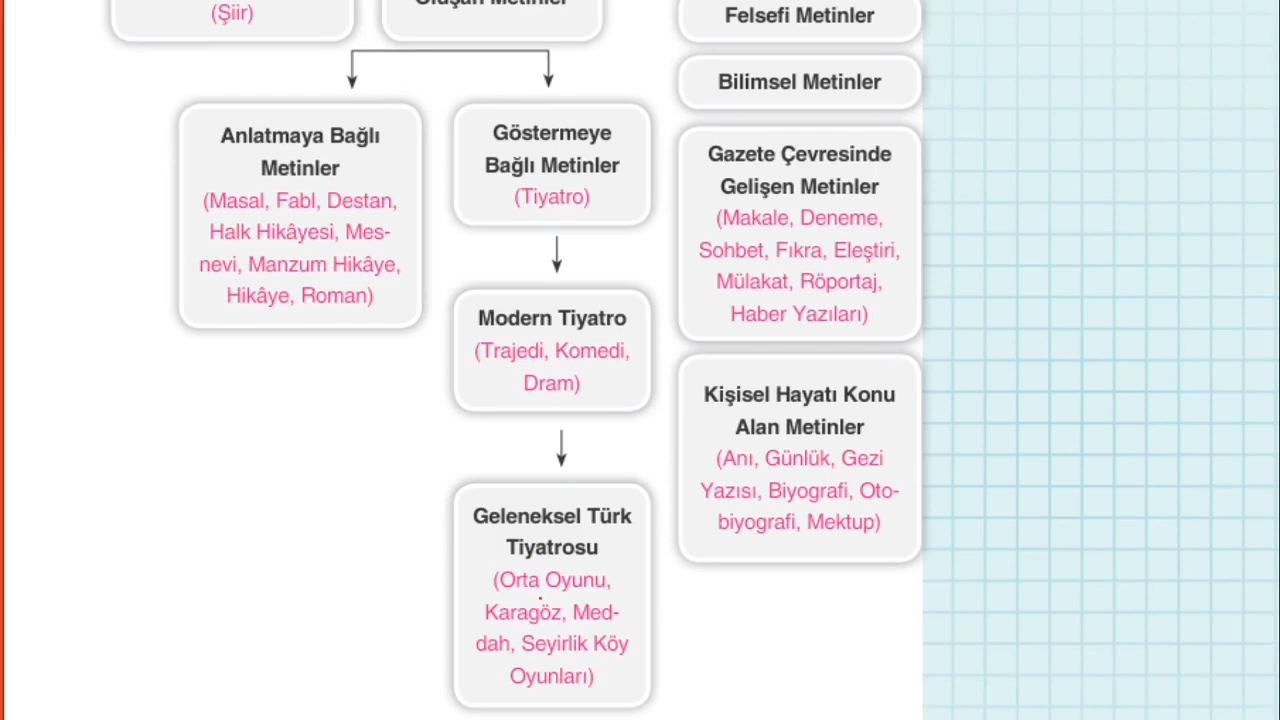 (Şiir)
Oluşan Metinler
Anlatmaya Bağlı
Metinler
(Masal, Fabl, Destan,
Halk Hikâyesi, Mes-
nevi, Manzum Hikâye,
Hikâye, Roman)
Göstermeye
Bağlı Metinler
(Tiyatro)
Modern Tiyatro
(Trajedi, Komedi,
Dram)
Geleneksel Türk
Tiyatrosu
(Orta Oyunu,
Karagöz, Med-
dah, Seyirlik Köy
Oyunları)
Felsefi Metinler
Bilimsel Metinler
Gazete Çevresinde
Gelişen Metinler
(Makale, Deneme,
Sohbet, Fıkra, Eleştiri,
Mülakat, Röportaj,
Haber Yazıları)
Kişisel Hayatı Konu
Alan Metinler
(Anı, Günlük, Gezi
Yazısı, Biyografi, Oto-
biyografi, Mektup)